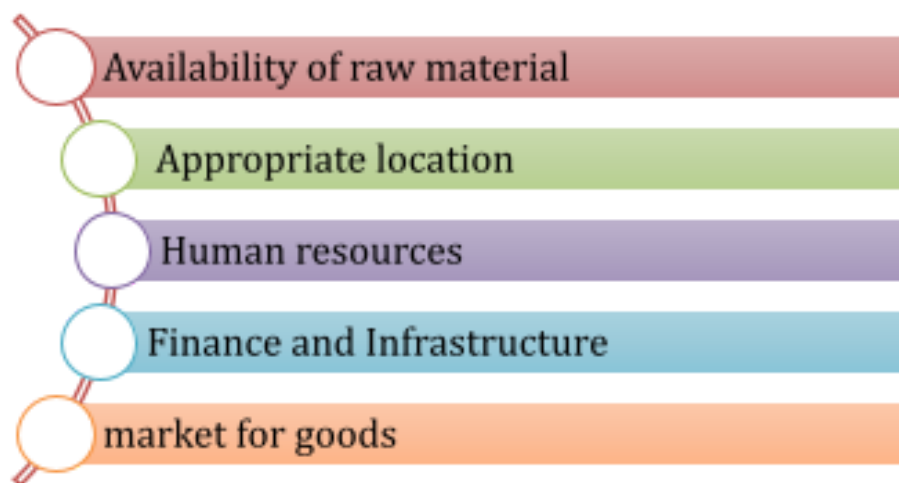 Availability of raw material
Appropriate location
Human resources
Finance and Infrastructure
market for goods